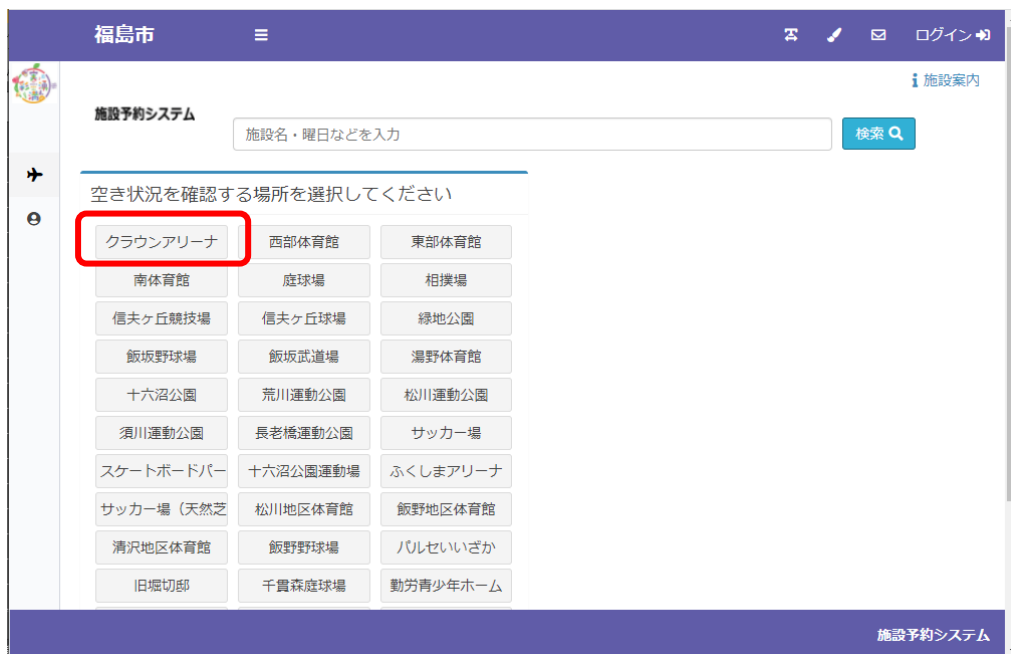 福島市 ログイン
施設案内
施設予約システム
施設名・曜日などを入力 検索
空き状況を確認する場所を選択してください
クラウンアリーナ 西部体育館 東部体育館
南体育館 庭球場 相撲場
信夫ヶ丘競技場 信夫ヶ丘球場 緑地公園
飯坂野球場 飯坂武道場 湯野体育館
十六沼公園 荒川運動公園 松川運動公園
須川運動公園 長老橋運動公園 サッカー場
スケートボードパー 十六沼公園運動場 ふくしまアリーナ
サッカー場（天然芝 松川地区体育館 飯野地区体育館
清沢地区体育館 飯野野球場 パルセいいざか
旧堀切邸 千貫森庭球場 勤労青少年ホーム
施設予約システム